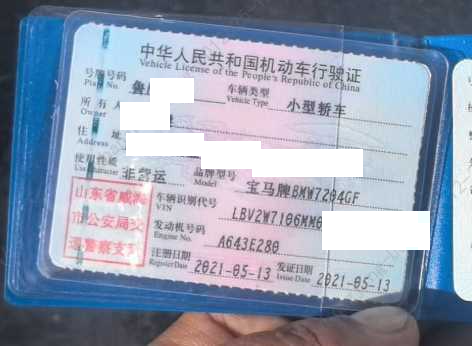 中华人民共和国机动车行驶证
Vehicle License of the People's Republic of China
号牌号码 鲁 车辆类型 小型轿车
Plate No. Vehicle Type
所有人
Owner
住 址
Address
使用性质 非营运 品牌型号 宝马牌BMW7204GF
Use Character Model
车辆识别代号 LBV2W7106MM0
VIN
发动机号码 A643E280
Engine No.
注册日期 2021-05-13 发证日期 2021-05-13
Register Date Issue Date
山东省威海
市公安局交
通警察支队